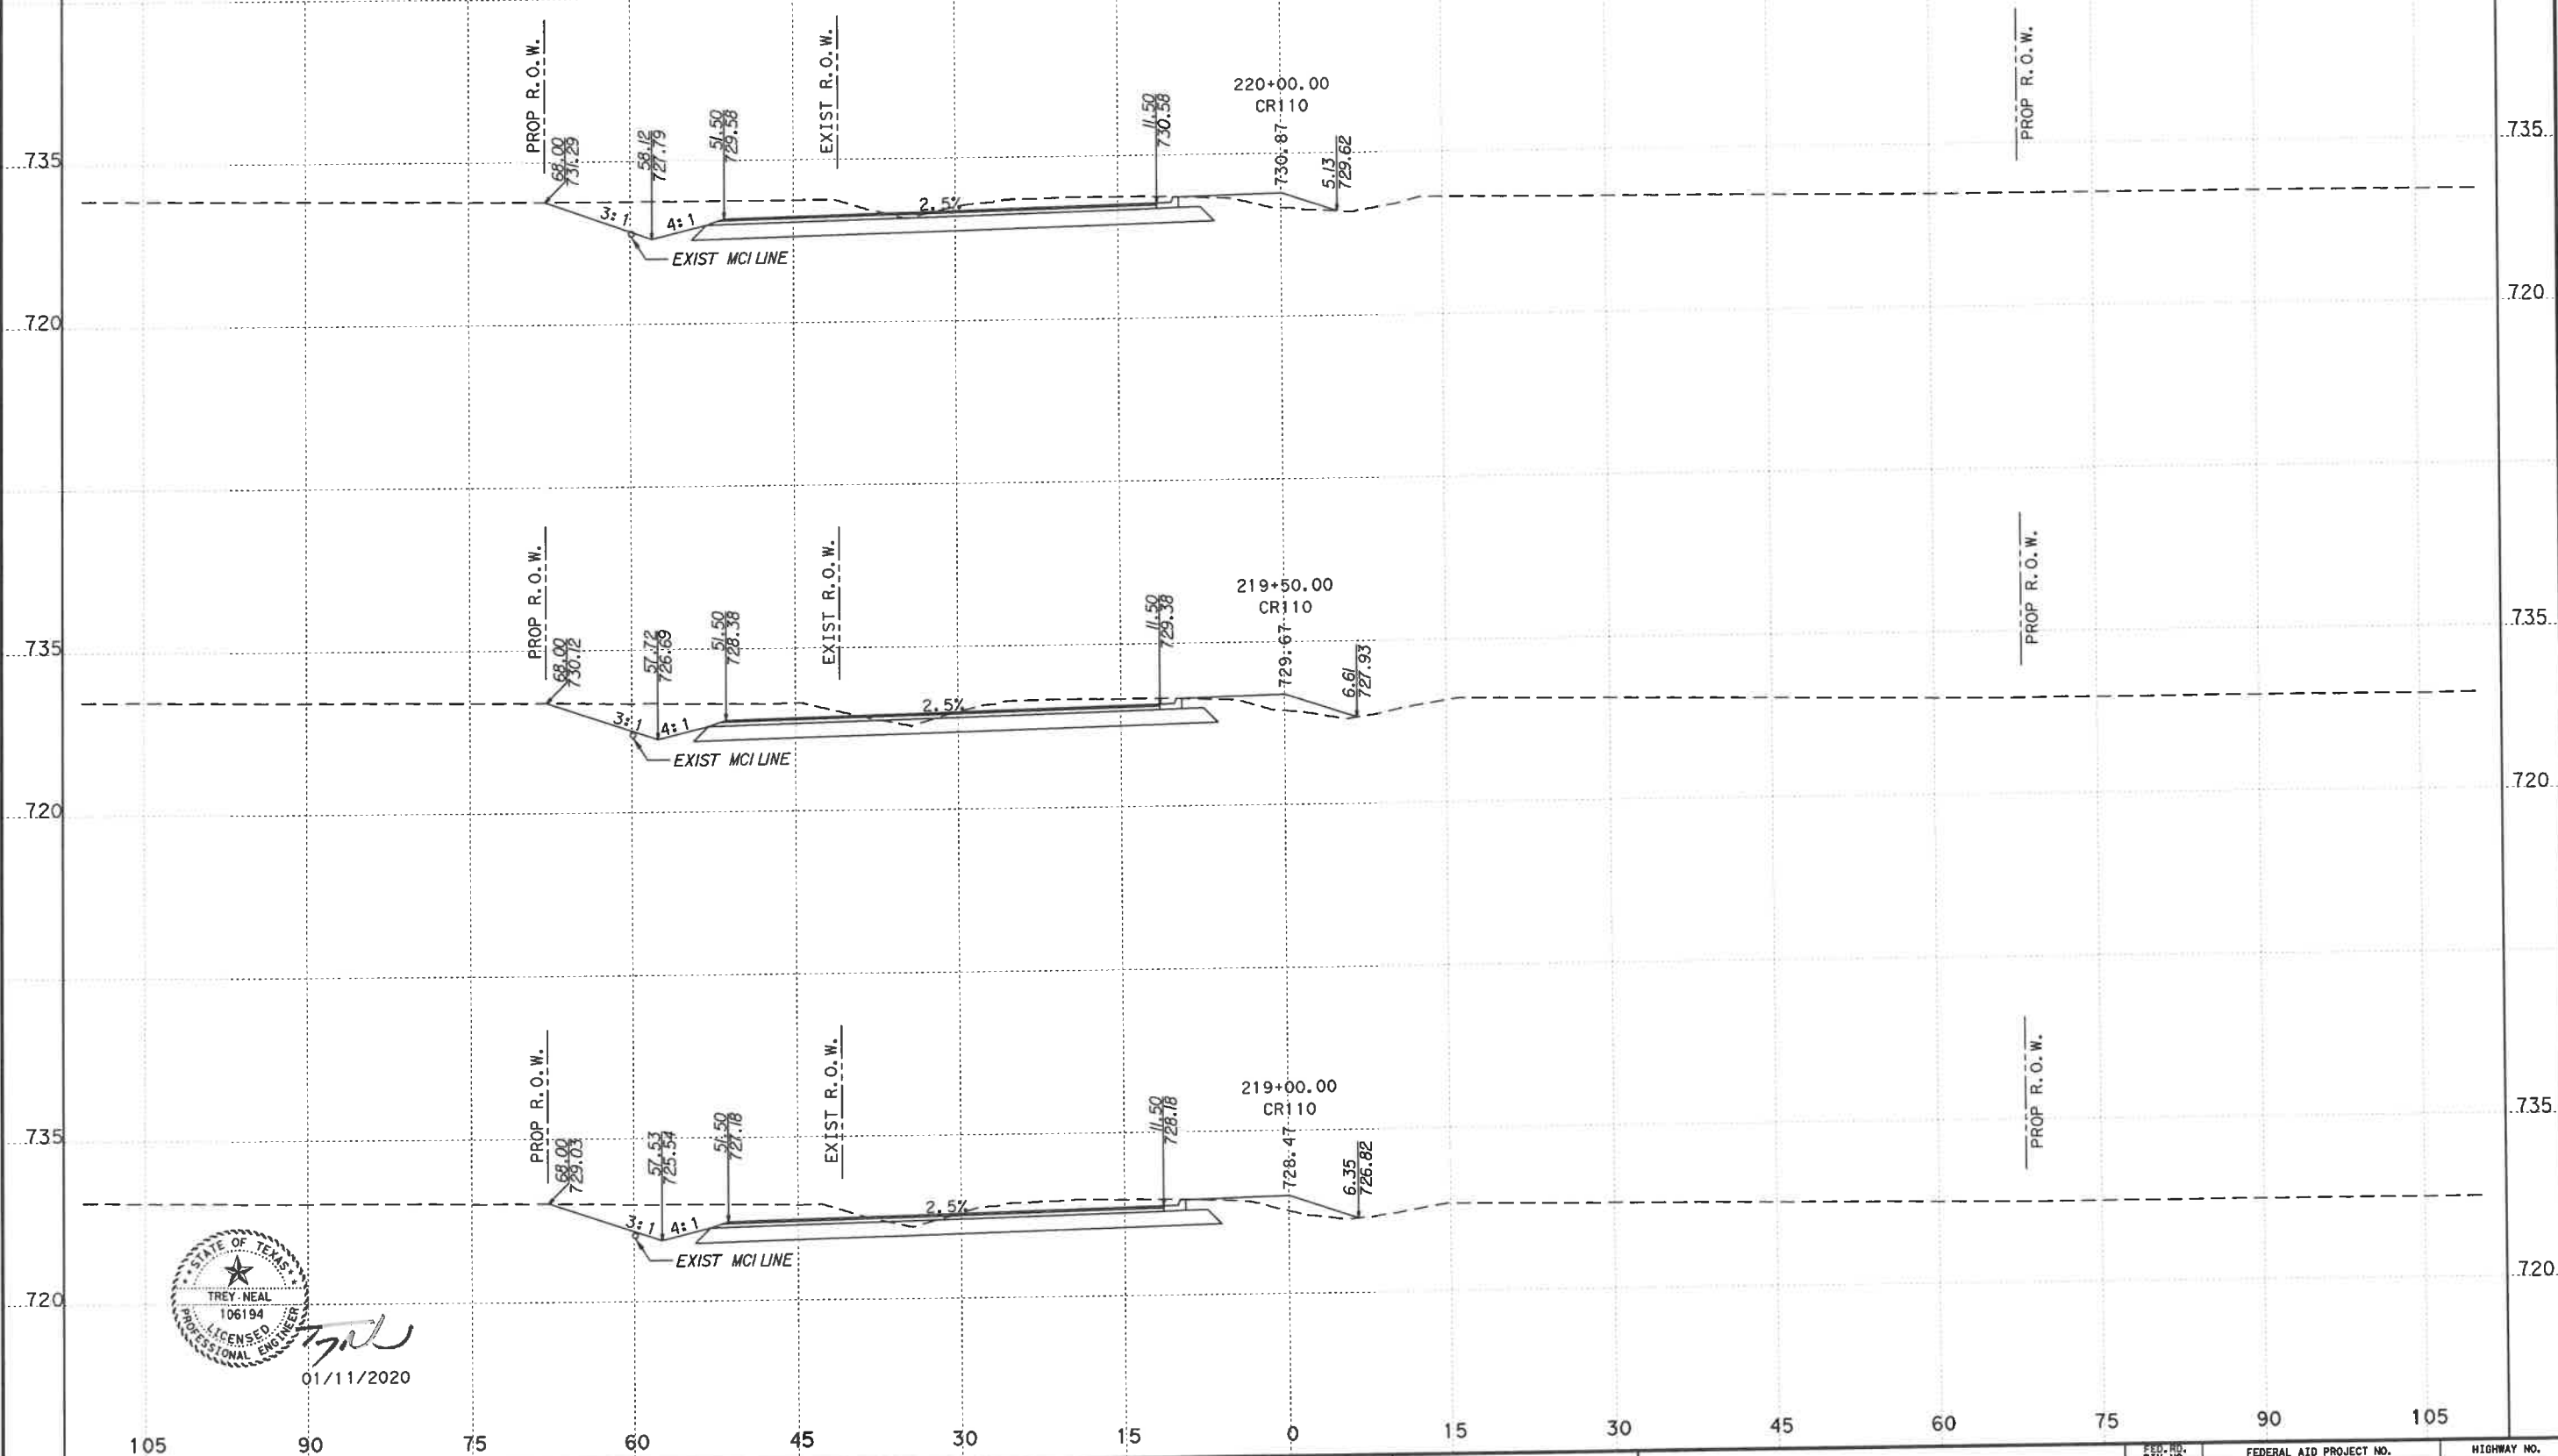 PROP R.O.W.
EXIST R.O.W.
220+00.00
CR110
PROP R.O.W.
68.00
731.29
58.12
727.79
51.50
729.58
11.50
730.58
730.87
5.13
729.62
735
735
3:1
4:1
2.5%
EXIST MCI LINE
720
720
PROP R.O.W.
EXIST R.O.W.
219+50.00
CR110
PROP R.O.W.
68.00
730.12
57.72
726.69
51.50
728.38
11.50
729.38
729.67
6.61
727.93
735
735
3:1
4:1
2.5%
EXIST MCI LINE
720
720
PROP R.O.W.
EXIST R.O.W.
219+00.00
CR110
PROP R.O.W.
68.00
729.03
57.53
725.54
51.50
727.18
11.50
728.18
728.47
6.35
726.82
735
735
3:1
4:1
2.5%
EXIST MCI LINE
720
720
STATE OF TEXAS
TREY NEAL
106194
LICENSED
PROFESSIONAL ENGINEER
01/11/2020
105 90 75 60 45 30 15 0 15 30 45 60 75 90 105
FED.RD.
FEDERAL AID PROJECT NO.
HIGHWAY NO.